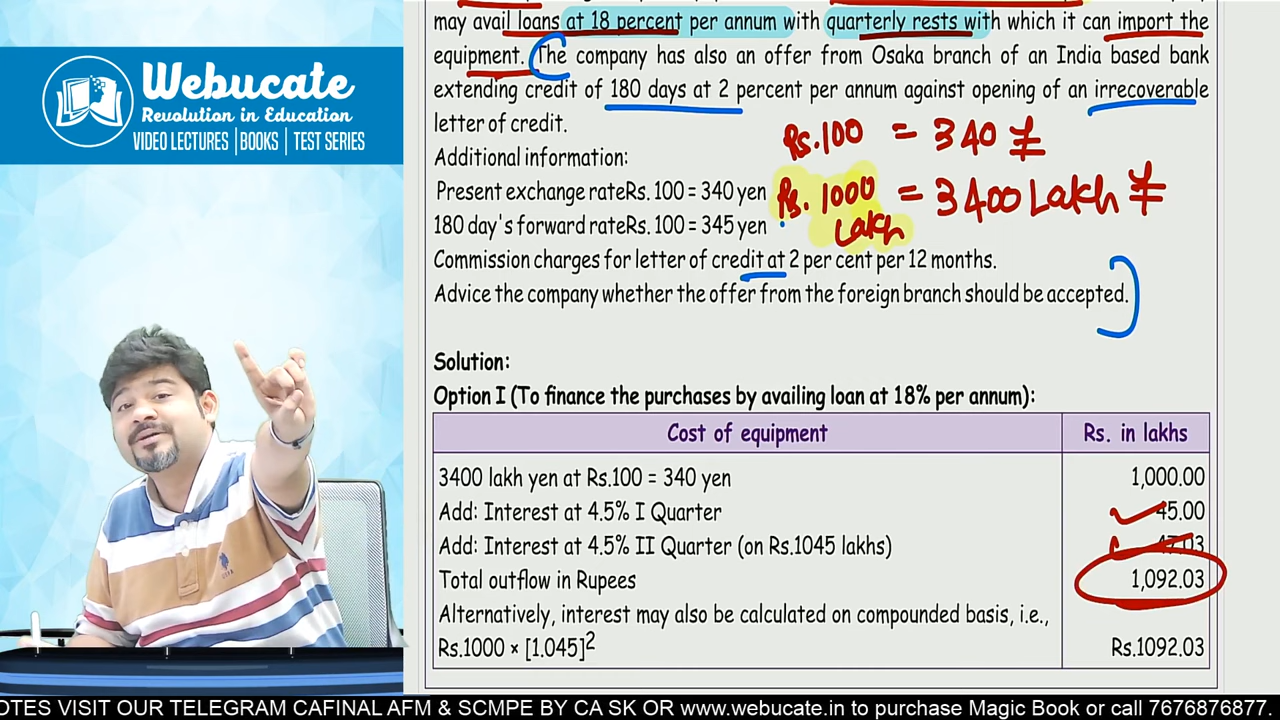 Webucate
Revolution in Education
VIDEO LECTURES | BOOKS | TEST SERIES
may avail loans at 18 percent per annum with quarterly rests with which it can import the
equipment. The company has also an offer from Osaka branch of an India based bank
extending credit of 180 days at 2 percent per annum against opening of an irrecoverable
letter of credit.
Rs.100 = 340 ¥
Additional information:
Present exchange rateRs. 100 = 340 yen
Rs. 1000 Lakh = 3400 Lakh ¥
180 day's forward rateRs. 100 = 345 yen
Commission charges for letter of credit at 2 per cent per 12 months.
Advice the company whether the offer from the foreign branch should be accepted.
Solution:
Option I (To finance the purchases by availing loan at 18% per annum):
Cost of equipment Rs. in lakhs
3400 lakh yen at Rs.100 = 340 yen 1,000.00
Add: Interest at 4.5% I Quarter 45.00
Add: Interest at 4.5% II Quarter (on Rs.1045 lakhs) 47.03
Total outflow in Rupees 1,092.03
Alternatively, interest may also be calculated on compounded basis, i.e.,
Rs.1000 × [1.045]2 Rs.1092.03
OTES VISIT OUR TELEGRAM CAFINAL AFM & SCMPE BY CA SK OR www.webucate.in to purchase Magic Book or call 7676876877.